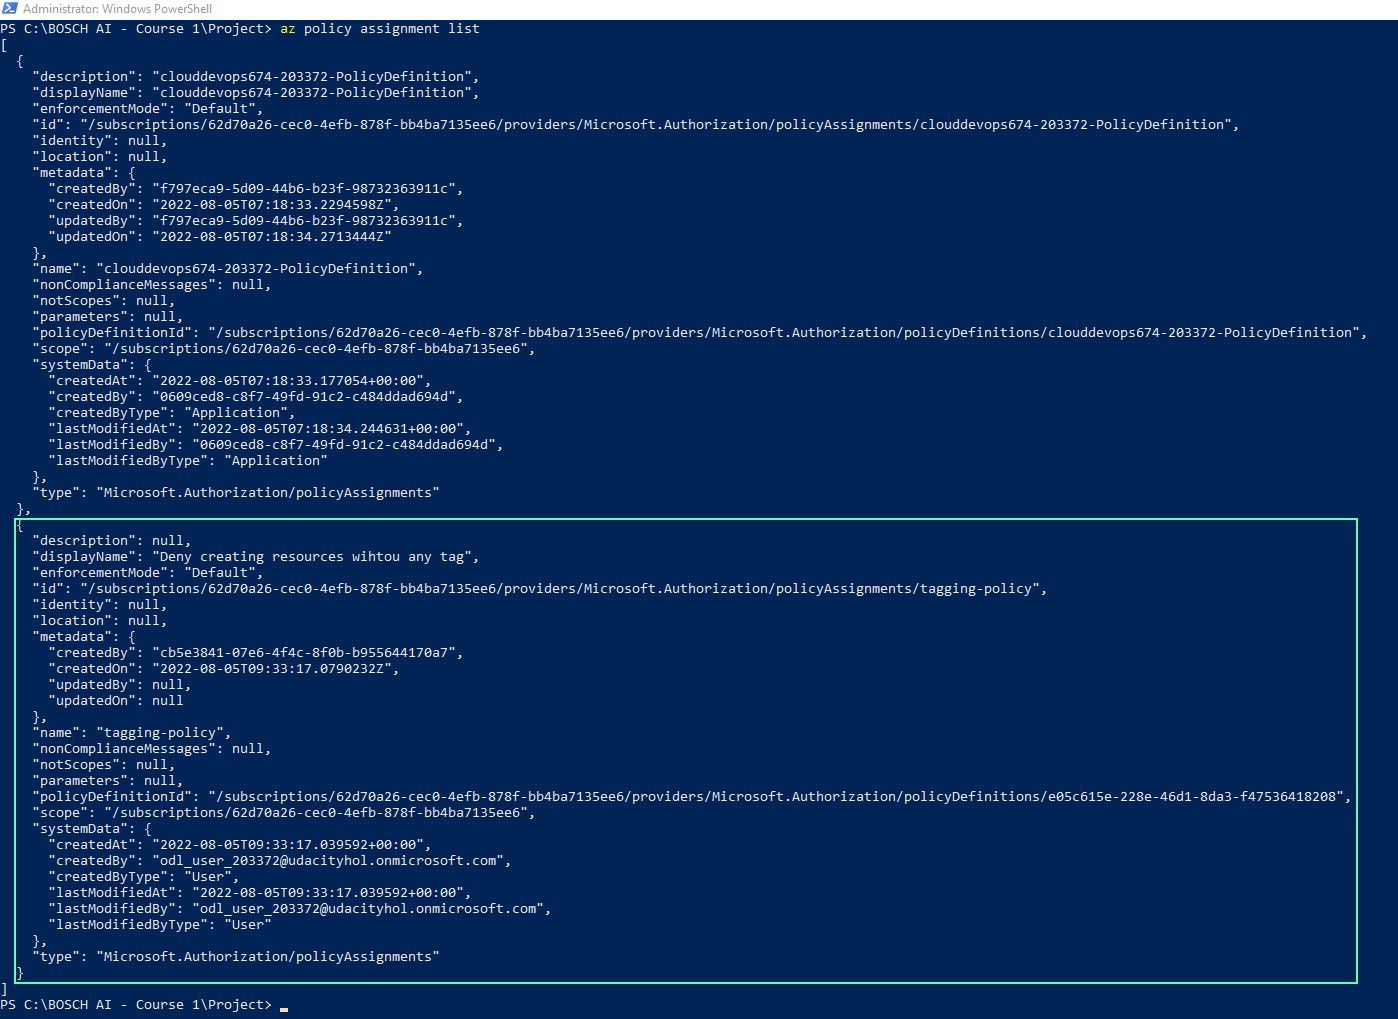 Administrator: Windows PowerShell
PS C:\BOSCH AI - Course 1\Project> az policy assignment list
[
  {
    "description": "clouddevops674-203372-PolicyDefinition",
    "displayName": "clouddevops674-203372-PolicyDefinition",
    "enforcementMode": "Default",
    "id": "/subscriptions/62d70a26-cec0-4efb-878f-bb4ba7135ee6/providers/Microsoft.Authorization/policyAssignments/clouddevops674-203372-PolicyDefinition",
    "identity": null,
    "location": null,
    "metadata": {
      "createdBy": "f797eca9-5d09-44b6-b23f-98732363911c",
      "createdOn": "2022-08-05T07:18:33.2294598Z",
      "updatedBy": "f797eca9-5d09-44b6-b23f-98732363911c",
      "updatedOn": "2022-08-05T07:18:34.2713444Z"
    },
    "name": "clouddevops674-203372-PolicyDefinition",
    "nonComplianceMessages": null,
    "notScopes": null,
    "parameters": null,
    "policyDefinitionId": "/subscriptions/62d70a26-cec0-4efb-878f-bb4ba7135ee6/providers/Microsoft.Authorization/policyDefinitions/clouddevops674-203372-PolicyDefinition",
    "scope": "/subscriptions/62d70a26-cec0-4efb-878f-bb4ba7135ee6",
    "systemData": {
      "createdAt": "2022-08-05T07:18:33.177054+00:00",
      "createdBy": "0609ced8-c8f7-49fd-91c2-c484ddad694d",
      "createdByType": "Application",
      "lastModifiedAt": "2022-08-05T07:18:34.244631+00:00",
      "lastModifiedBy": "0609ced8-c8f7-49fd-91c2-c484ddad694d",
      "lastModifiedByType": "Application"
    },
    "type": "Microsoft.Authorization/policyAssignments"
  },
  {
    "description": null,
    "displayName": "Deny creating resources wihtou any tag",
    "enforcementMode": "Default",
    "id": "/subscriptions/62d70a26-cec0-4efb-878f-bb4ba7135ee6/providers/Microsoft.Authorization/policyAssignments/tagging-policy",
    "identity": null,
    "location": null,
    "metadata": {
      "createdBy": "cb5e3841-07e6-4f4c-8f0b-b955644170a7",
      "createdOn": "2022-08-05T09:33:17.0790232Z",
      "updatedBy": null,
      "updatedOn": null
    },
    "name": "tagging-policy",
    "nonComplianceMessages": null,
    "notScopes": null,
    "parameters": null,
    "policyDefinitionId": "/subscriptions/62d70a26-cec0-4efb-878f-bb4ba7135ee6/providers/Microsoft.Authorization/policyDefinitions/e05c615e-228e-46d1-8da3-f47536418208",
    "scope": "/subscriptions/62d70a26-cec0-4efb-878f-bb4ba7135ee6",
    "systemData": {
      "createdAt": "2022-08-05T09:33:17.039592+00:00",
      "createdBy": "odl_user_203372@udacityhol.onmicrosoft.com",
      "createdByType": "User",
      "lastModifiedAt": "2022-08-05T09:33:17.039592+00:00",
      "lastModifiedBy": "odl_user_203372@udacityhol.onmicrosoft.com",
      "lastModifiedByType": "User"
    },
    "type": "Microsoft.Authorization/policyAssignments"
  }
]
PS C:\BOSCH AI - Course 1\Project>